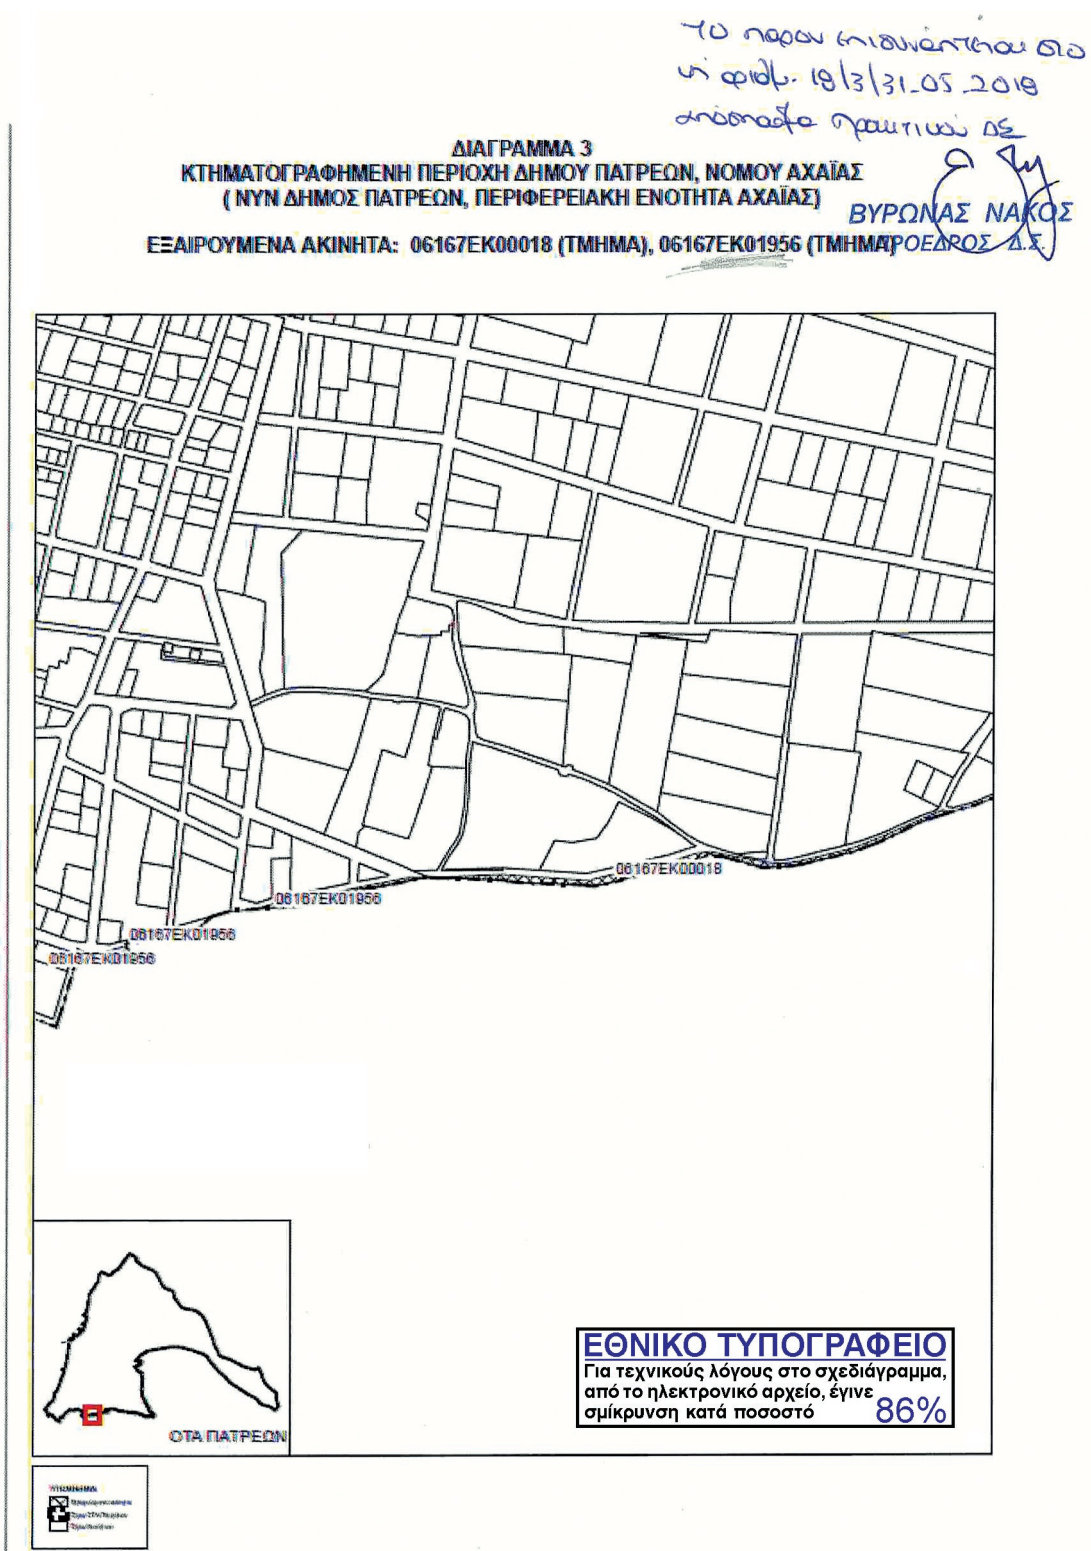 το παρόν επισυνάπτεται στο
υπ αριθμ. 19/3/31-05-2019
απόσπασμα πρακτικού ΔΣ
ΔΙΑΓΡΑΜΜΑ 3
ΚΤΗΜΑΤΟΓΡΑΦΗΜΕΝΗ ΠΕΡΙΟΧΗ ΔΗΜΟΥ ΠΑΤΡΕΩΝ, ΝΟΜΟΥ ΑΧΑΪΑΣ
( ΝΥΝ ΔΗΜΟΣ ΠΑΤΡΕΩΝ, ΠΕΡΙΦΕΡΕΙΑΚΗ ΕΝΟΤΗΤΑ ΑΧΑΪΑΣ)
ΒΥΡΩΝΑΣ ΝΑΚΟΣ
ΠΡΟΕΔΡΟΣ Δ.Σ.
ΕΞΑΙΡΟΥΜΕΝΑ ΑΚΙΝΗΤΑ: 06167ΕΚ00018 (ΤΜΗΜΑ), 06167ΕΚ01956 (ΤΜΗΜΑ)
06167ΕΚ00018
06167ΕΚ01956
06167ΕΚ01956
06167ΕΚ01956
ΟΤΑ ΠΑΤΡΕΩΝ
ΕΘΝΙΚΟ ΤΥΠΟΓΡΑΦΕΙΟ
Για τεχνικούς λόγους στο σχεδιάγραμμα,
από το ηλεκτρονικό αρχείο, έγινε
σμίκρυνση κατά ποσοστό 86%